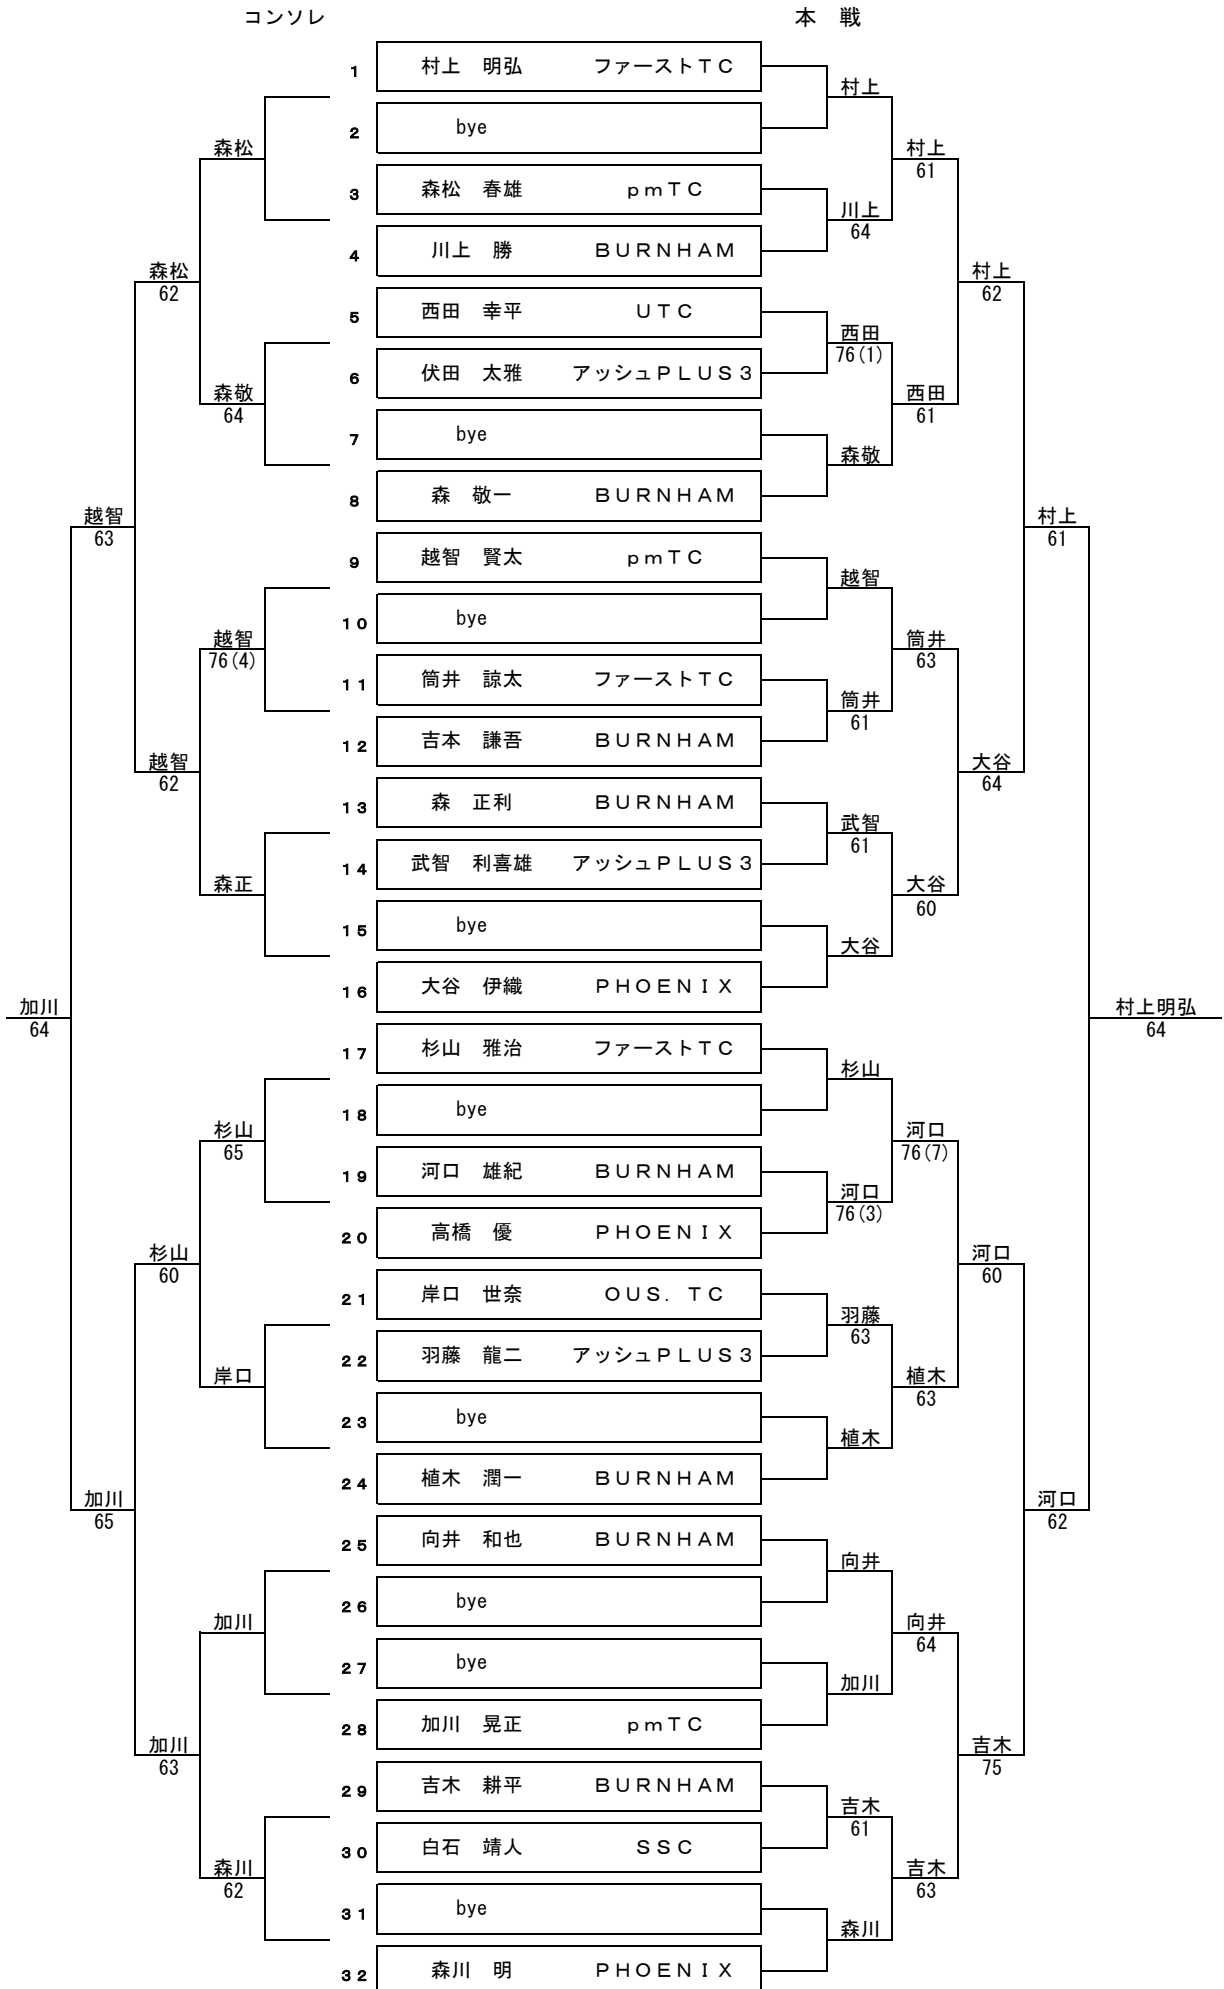 コンソレ 本 戦
1 村上 明弘 ファーストTC
村上
2 bye
森松 村上
61
3 森松 春雄 pmTC
川上
64
4 川上 勝 BURNHAM
森松 村上
62 62
5 西田 幸平 UTC
西田
76(1)
6 伏田 太雅 アッシュPLUS3
森敬 西田
64 61
7 bye
森敬
8 森 敬一 BURNHAM
越智 村上
63 61
9 越智 賢太 pmTC
越智
10 bye
越智 筒井
76(4) 63
11 筒井 諒太 ファーストTC
筒井
61
12 吉本 謙吾 BURNHAM
越智 大谷
62 64
13 森 正利 BURNHAM
武智
61
14 武智 利喜雄 アッシュPLUS3
森正 大谷
60
15 bye
大谷
16 大谷 伊織 PHOENIX
加川 村上明弘
64 64
17 杉山 雅治 ファーストTC
杉山
18 bye
杉山 河口
65 76(7)
19 河口 雄紀 BURNHAM
河口
76(3)
20 高橋 優 PHOENIX
杉山 河口
60 60
21 岸口 世奈 OUS. TC
羽藤
63
22 羽藤 龍二 アッシュPLUS3
岸口 植木
63
23 bye
植木
24 植木 潤一 BURNHAM
加川 河口
65 62
25 向井 和也 BURNHAM
向井
26 bye
加川 向井
64
27 bye
加川
28 加川 晃正 pmTC
加川 吉木
63 75
29 吉木 耕平 BURNHAM
吉木
61
30 白石 靖人 SSC
森川 吉木
62 63
31 bye
森川
32 森川 明 PHOENIX